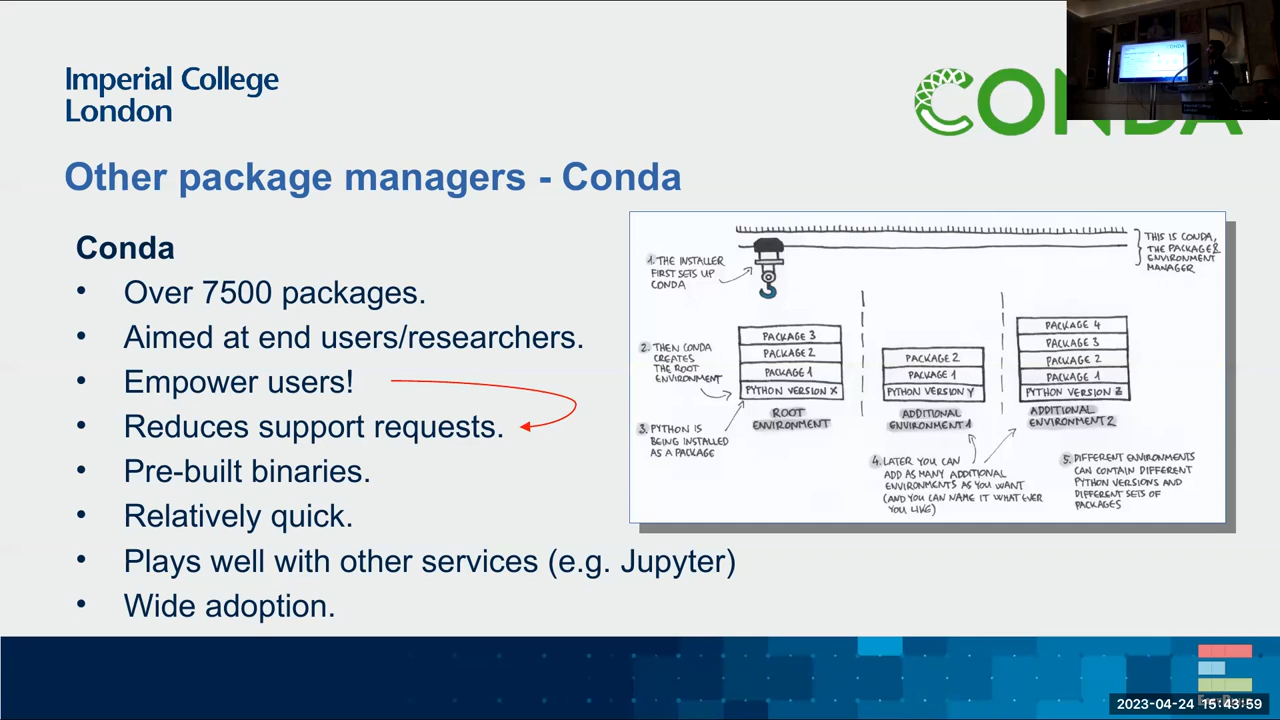 Imperial College
London
CON
Other package managers - Conda
Conda
• Over 7500 packages.
• Aimed at end users/researchers.
• Empower users!
• Reduces support requests.
• Pre-built binaries.
• Relatively quick.
• Plays well with other services (e.g. Jupyter)
• Wide adoption.
THIS IS CONDA,
THE PACKAGE &
ENVIRONMENT
MANAGER
1. THE INSTALLER
FIRST SETS UP
CONDA
2. THEN CONDA
CREATES
THE ROOT
ENVIRONMENT
3. PYTHON IS
BEING INSTALLED
AS A PACKAGE
PACKAGE 3
PACKAGE 2
PACKAGE 1
PYTHON VERSION X
ROOT
ENVIRONMENT
PACKAGE 2
PACKAGE 1
PYTHON VERSION Y
ADDITIONAL
ENVIRONMENT 1
PACKAGE 4
PACKAGE 3
PACKAGE 2
PACKAGE 1
PYTHON VERSION Z
ADDITIONAL
ENVIRONMENT 2
4. LATER YOU CAN
ADD AS MANY ADDITIONAL
ENVIRONMENTS AS YOU WANT
(AND YOU CAN NAME IT WHATEVER
YOU LIKE)
5. DIFFERENT ENVIRONMENTS
CAN CONTAIN DIFFERENT
PYTHON VERSIONS AND
DIFFERENT SETS OF
PACKAGES
2023-04-24 15:43:59